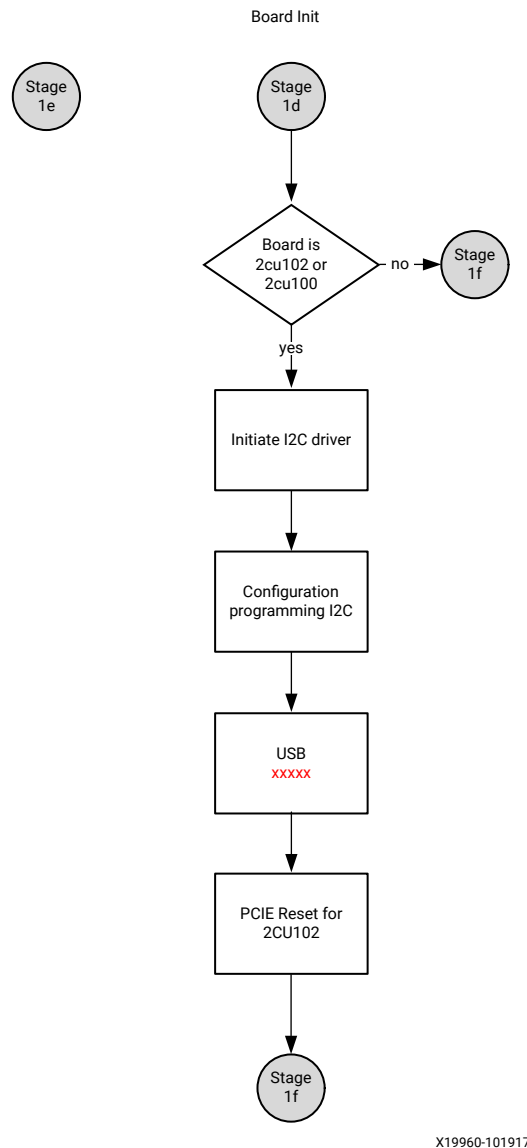 Board Init
Stage
1e
Stage
1d
Board is
2cu102 or
2cu100
no
Stage
1f
yes
Initiate I2C driver
Configuration
programming I2C
USB
xxxxx
PCIE Reset for
2CU102
Stage
1f
X19960-101917